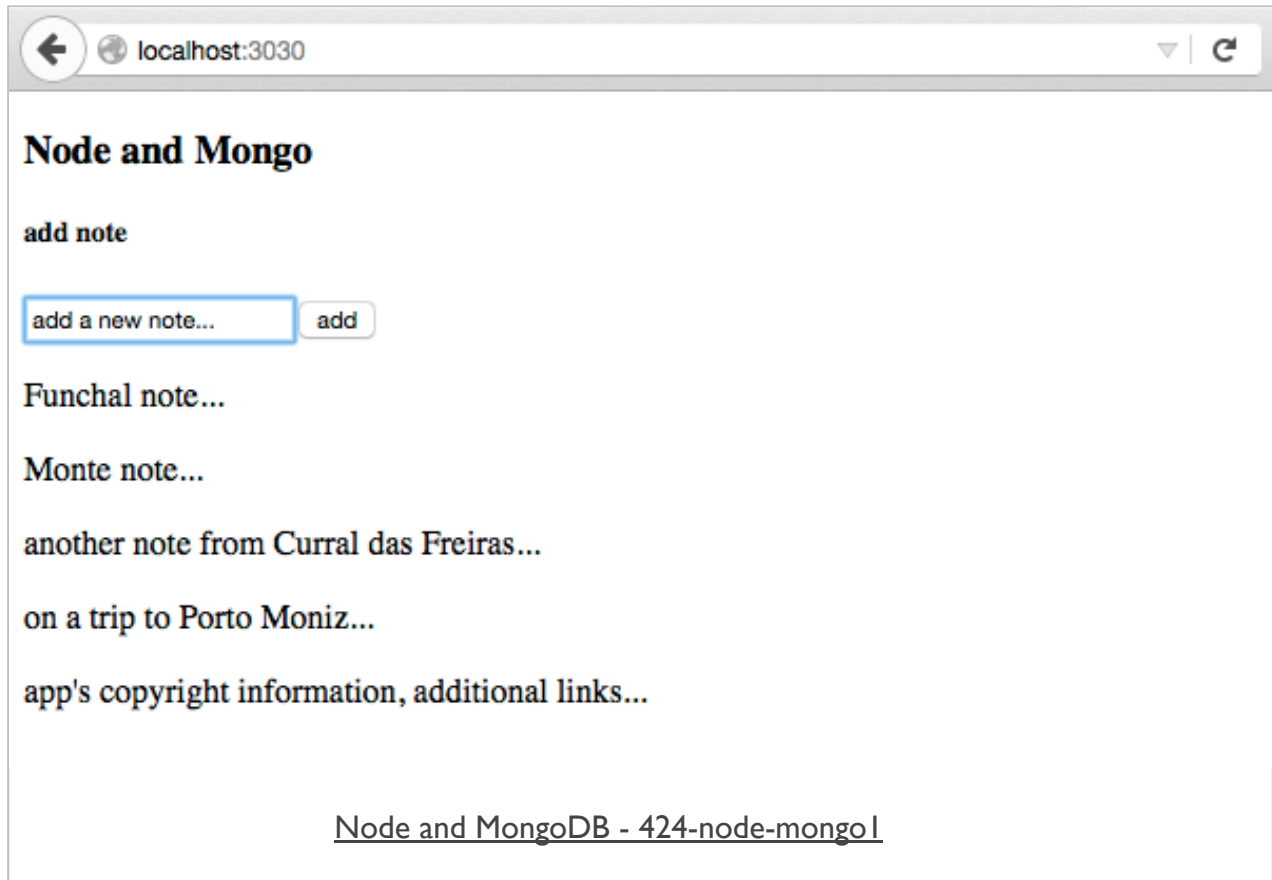 localhost:3030
Node and Mongo
add note
add a new note... add
Funchal note...
Monte note...
another note from Curral das Freiras...
on a trip to Porto Moniz...
app's copyright information, additional links...
Node and MongoDB - 424-node-mongo1